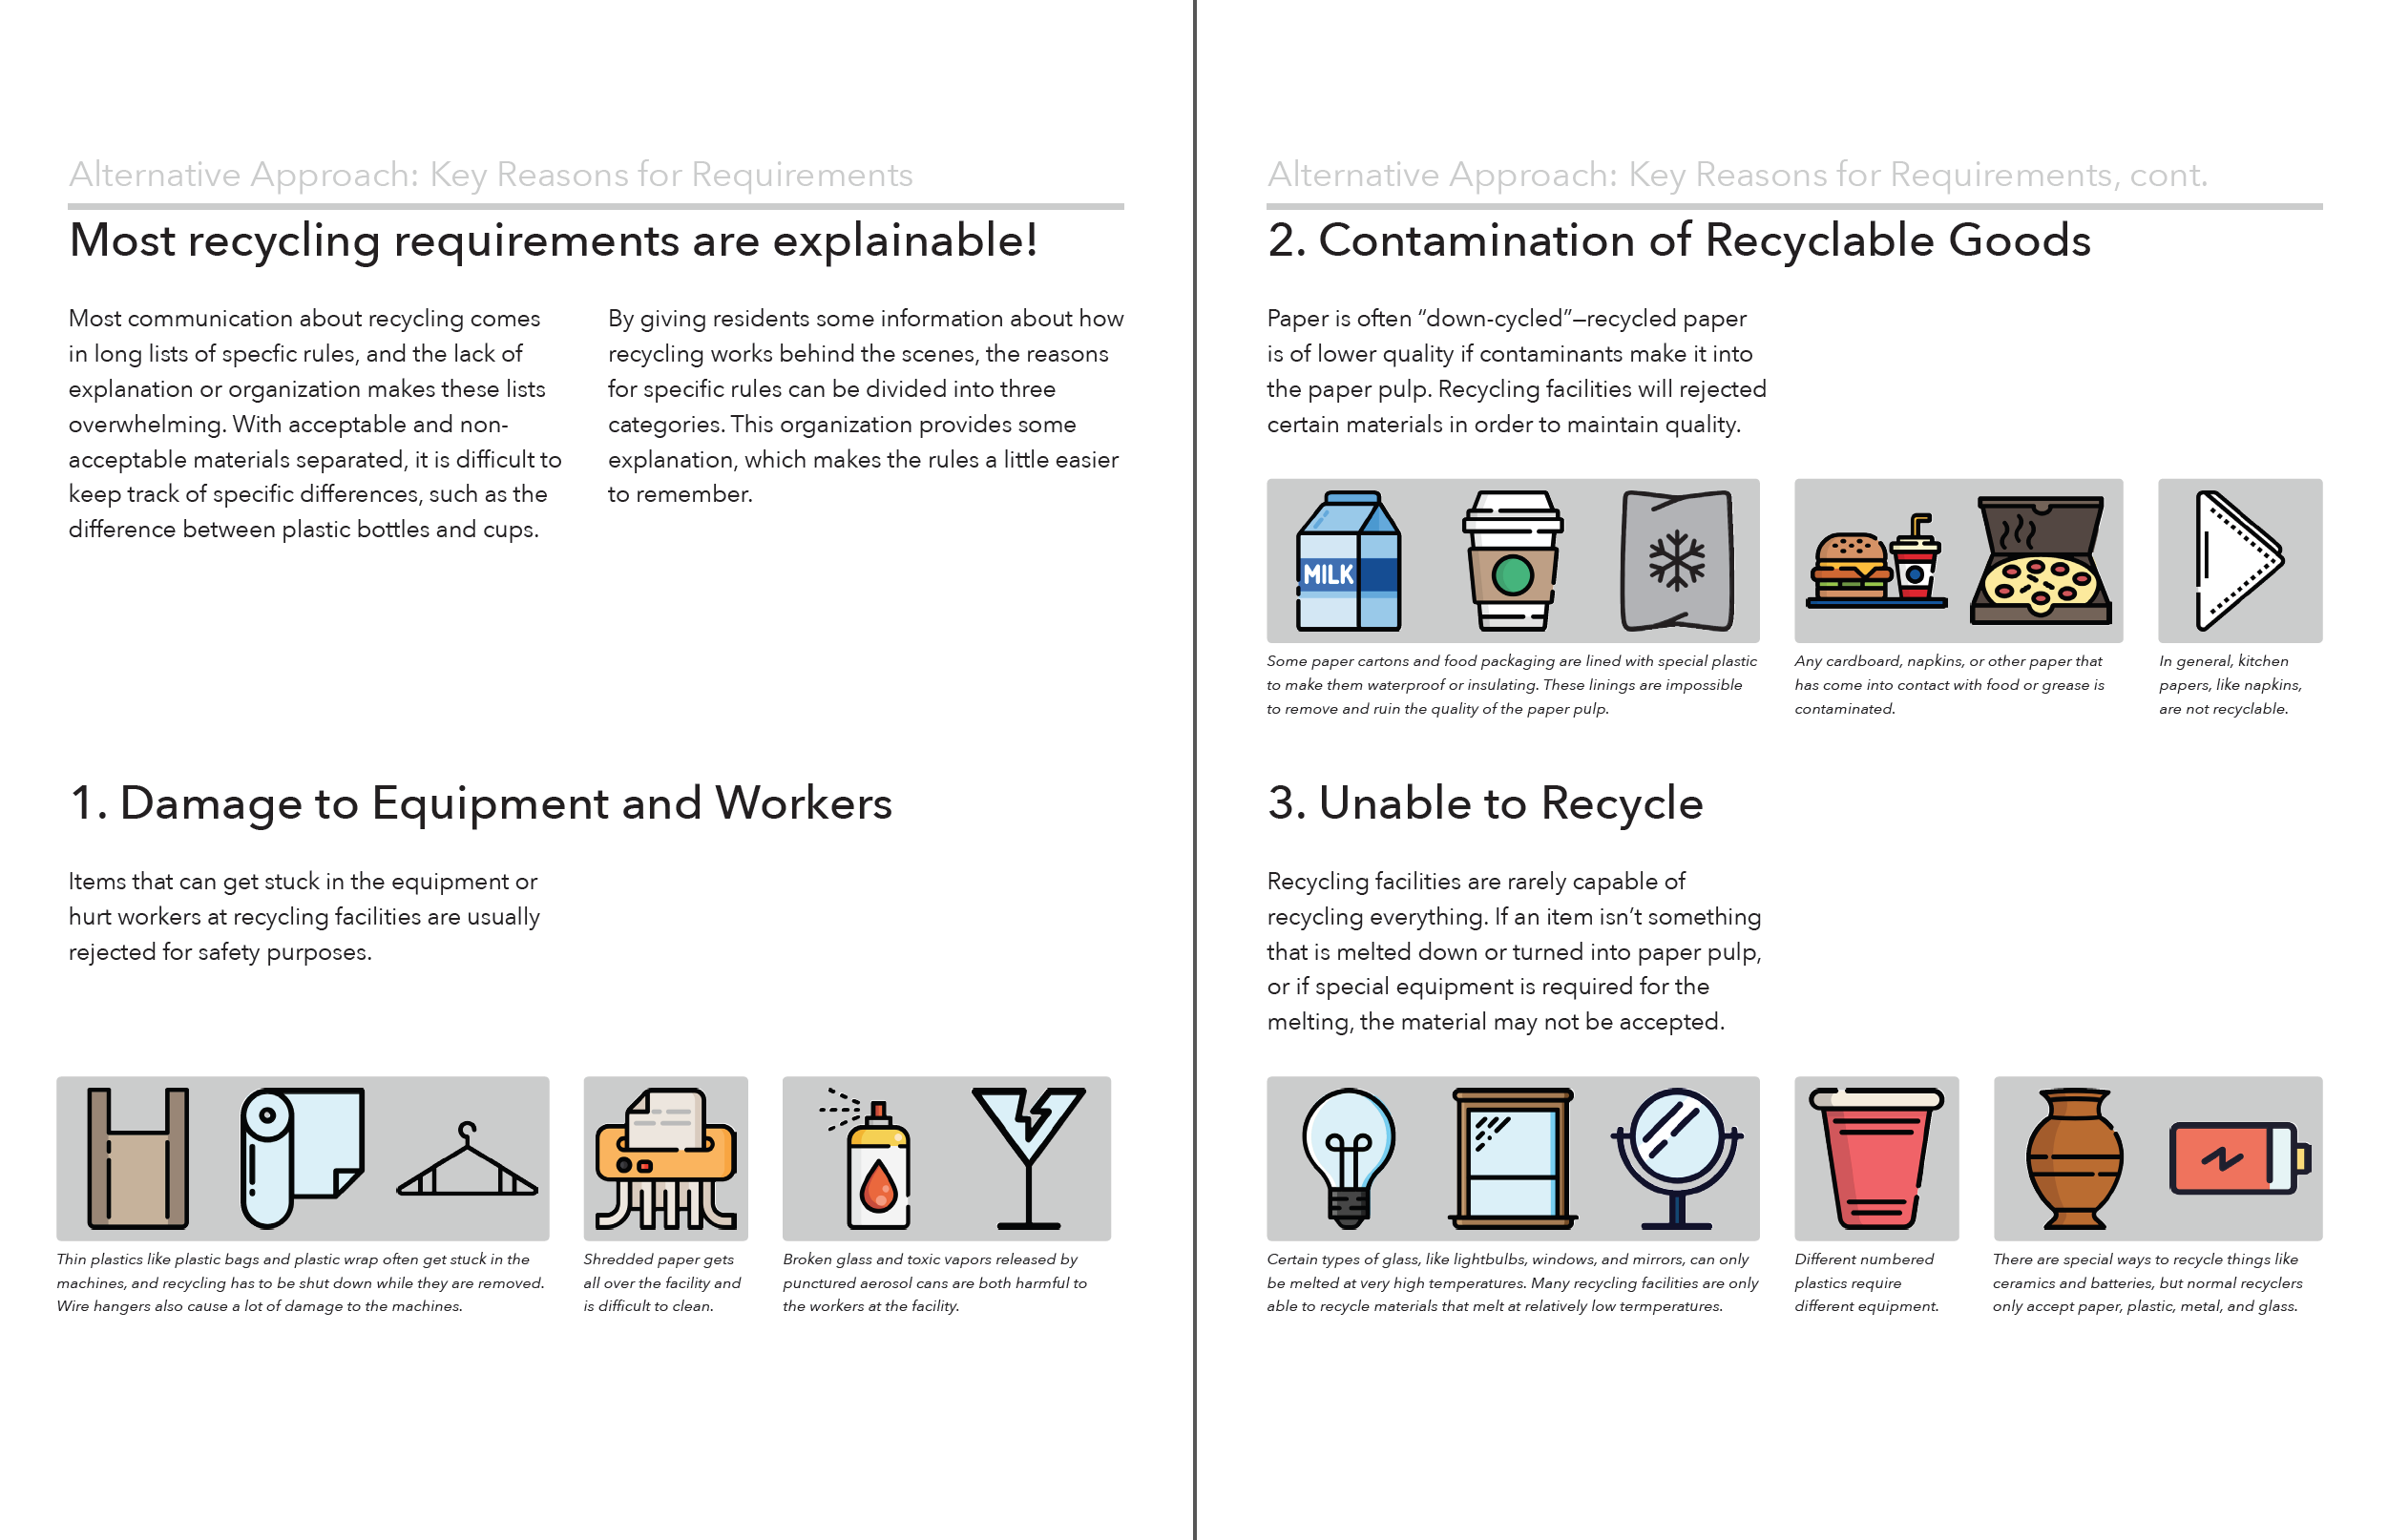 Alternative Approach: Key Reasons for Requirements
Most recycling requirements are explainable!
Most communication about recycling comes
in long lists of specfic rules, and the lack of
explanation or organization makes these lists
overwhelming. With acceptable and non-
acceptable materials separated, it is difficult to
keep track of specific differences, such as the
difference between plastic bottles and cups.
By giving residents some information about how
recycling works behind the scenes, the reasons
for specific rules can be divided into three
categories. This organization provides some
explanation, which makes the rules a little easier
to remember.
1. Damage to Equipment and Workers
Items that can get stuck in the equipment or
hurt workers at recycling facilities are usually
rejected for safety purposes.
Thin plastics like plastic bags and plastic wrap often get stuck in the
machines, and recycling has to be shut down while they are removed.
Wire hangers also cause a lot of damage to the machines.
Shredded paper gets
all over the facility and
is difficult to clean.
Broken glass and toxic vapors released by
punctured aerosol cans are both harmful to
the workers at the facility.
Alternative Approach: Key Reasons for Requirements, cont.
2. Contamination of Recyclable Goods
Paper is often “down-cycled”—recycled paper
is of lower quality if contaminants make it into
the paper pulp. Recycling facilities will rejected
certain materials in order to maintain quality.
MILK
Some paper cartons and food packaging are lined with special plastic
to make them waterproof or insulating. These linings are impossible
to remove and ruin the quality of the paper pulp.
Any cardboard, napkins, or other paper that
has come into contact with food or grease is
contaminated.
In general, kitchen
papers, like napkins,
are not recyclable.
3. Unable to Recycle
Recycling facilities are rarely capable of
recycling everything. If an item isn’t something
that is melted down or turned into paper pulp,
or if special equipment is required for the
melting, the material may not be accepted.
Certain types of glass, like lightbulbs, windows, and mirrors, can only
be melted at very high temperatures. Many recycling facilities are only
able to recycle materials that melt at relatively low termperatures.
Different numbered
plastics require
different equipment.
There are special ways to recycle things like
ceramics and batteries, but normal recyclers
only accept paper, plastic, metal, and glass.